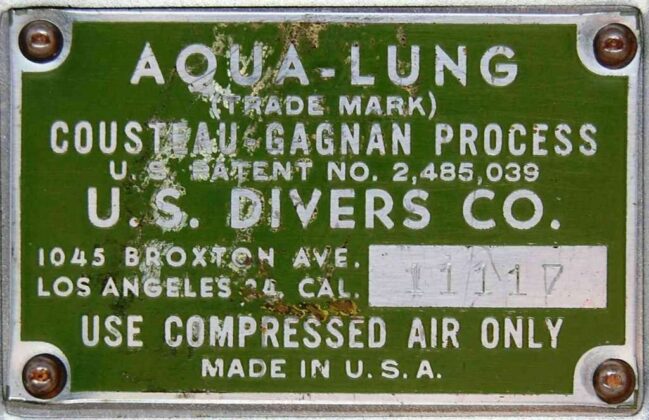 AQUA-LUNG
(TRADE MARK)
COUSTEAU-GAGNAN PROCESS
U.S. PATENT NO. 2,485,039
U.S. DIVERS CO.
1045 BROXTON AVE.
LOS ANGELES 24, CAL.
11117
USE COMPRESSED AIR ONLY
MADE IN U.S.A.